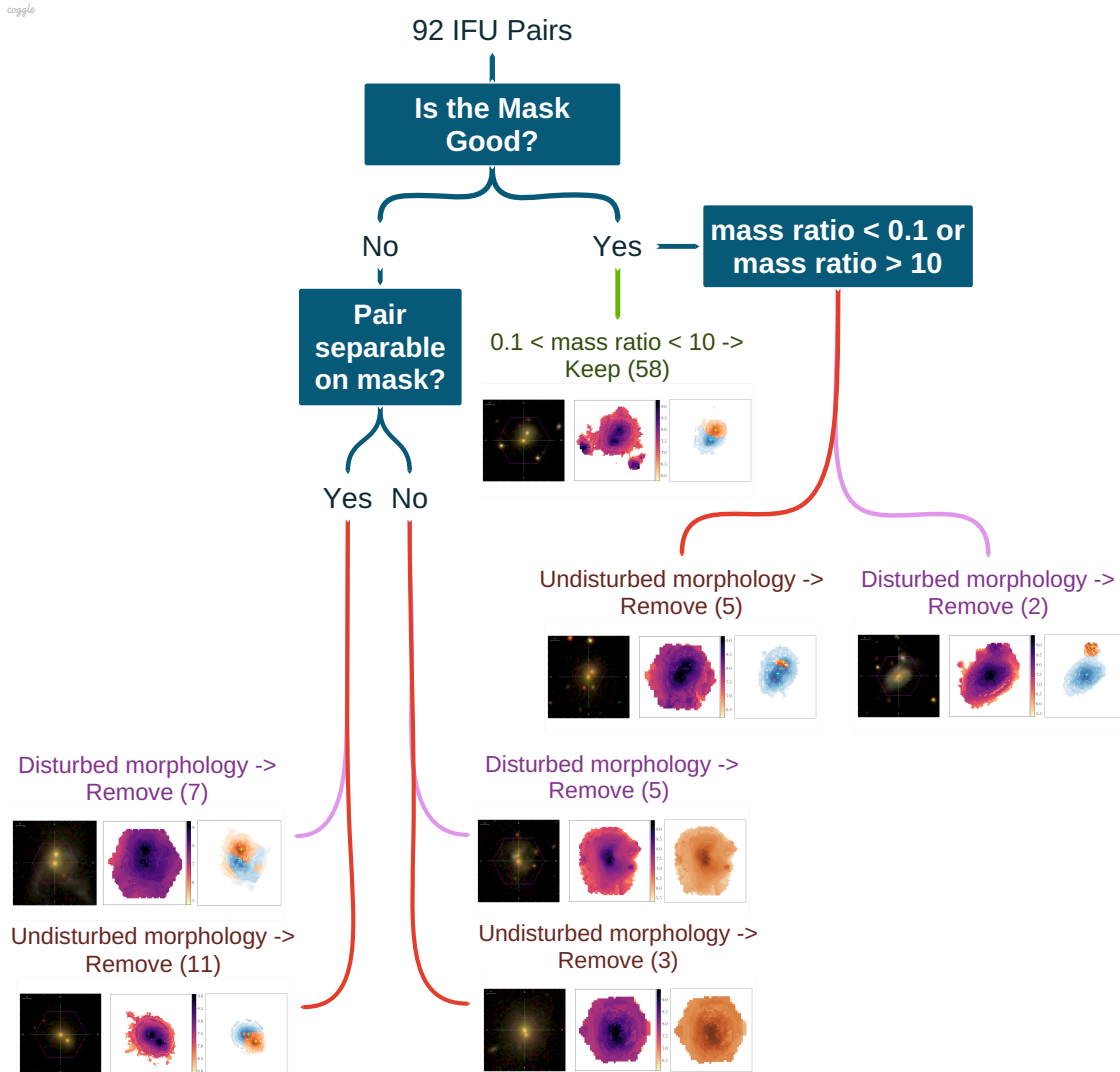 coggle
92 IFU Pairs
Is the Mask
Good?
No
Yes
mass ratio < 0.1 or
mass ratio > 10
Pair
separable
on mask?
0.1 < mass ratio < 10 ->
Keep (58)
Yes
No
Undisturbed morphology ->
Remove (5)
Disturbed morphology ->
Remove (2)
Disturbed morphology ->
Remove (7)
Disturbed morphology ->
Remove (5)
Undisturbed morphology ->
Remove (11)
Undisturbed morphology ->
Remove (3)